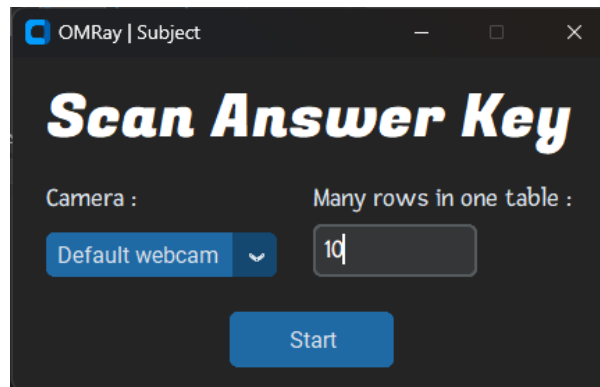 OMRay | Subject
Scan Answer Key
Camera :
Many rows in one table :
Default webcam
10
Start